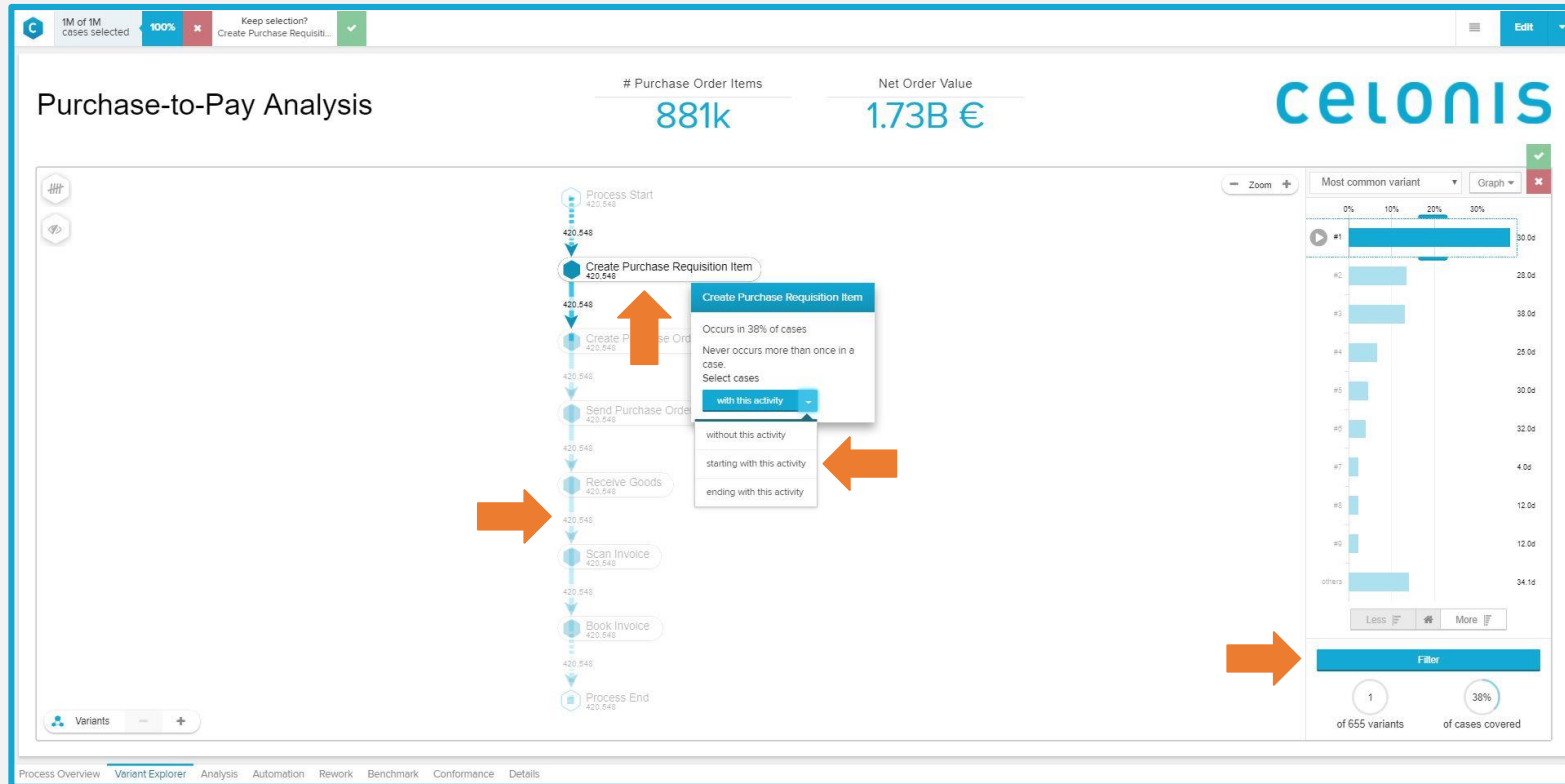 1M of 1M
cases selected
100%
Keep selection?
Create Purchase Requisiti...
Edit
Purchase-to-Pay Analysis
# Purchase Order Items
881k
Net Order Value
1.73B €
celonis
Process Start
420,548
420,548
Create Purchase Requisition Item
420,548
420,548
Create P
se Ord
420,548
420,548
Send Purchase Orde
420,548
420,548
Receive Goods
420,548
420,548
Scan Invoice
420,548
420,548
Book Invoice
420,548
420,548
Process End
420,548
Create Purchase Requisition Item
Occurs in 38% of cases
Never occurs more than once in a
case.
Select cases
with this activity
without this activity
starting with this activity
ending with this activity
− Zoom +
Most common variant
Graph
0% 10% 20% 30%
#1 30.0d
#2 28.0d
#3 38.0d
#4 25.0d
#5 30.0d
#6 32.0d
#7 4.0d
#8 12.0d
#9 12.0d
others 34.1d
Less
More
Filter
1
of 655 variants
38%
of cases covered
Variants − +
Process Overview Variant Explorer Analysis Automation Rework Benchmark Conformance Details